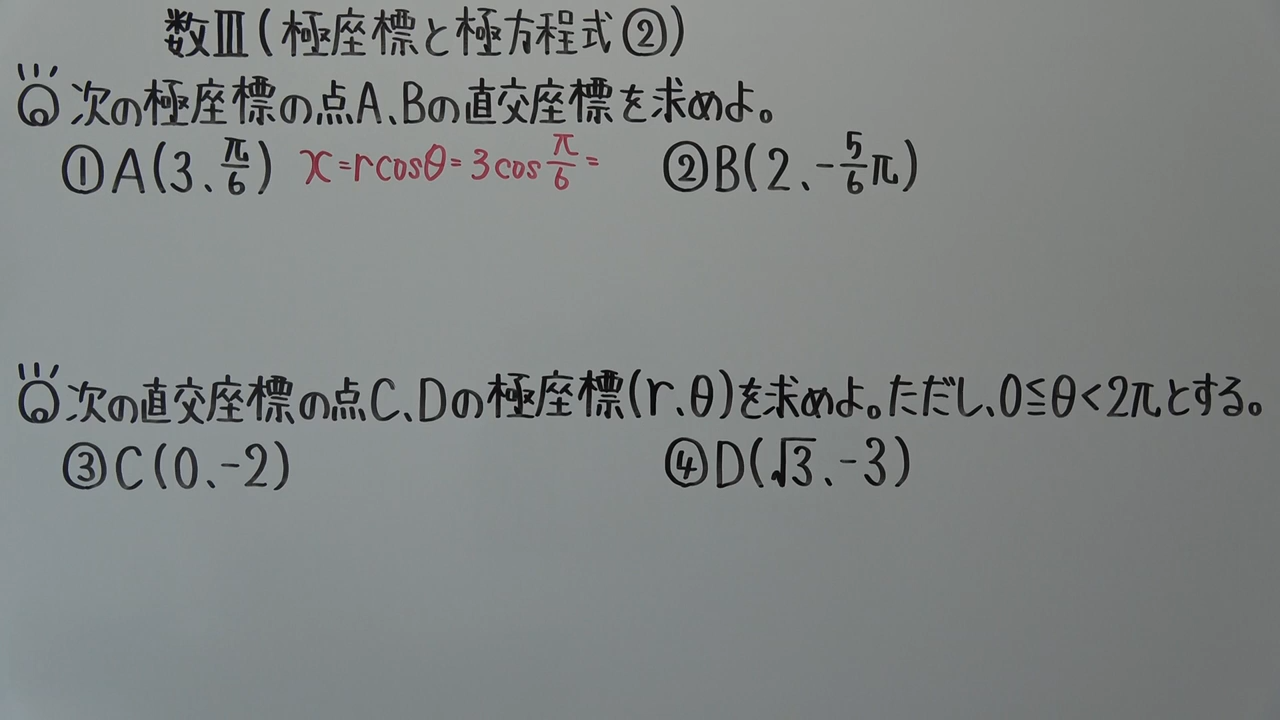 数Ⅲ(極座標と極方程式②)
Q 次の極座標の点A、Bの直交座標を求めよ。
①A(3、π/6) x=rcosθ=3cosπ/6= ②B(2、-5/6π)
Q 次の直交座標の点C、Dの極座標(r、θ)を求めよ。ただし、0≦θ<2πとする。
③C(0、-2) ④D(√3、-3)